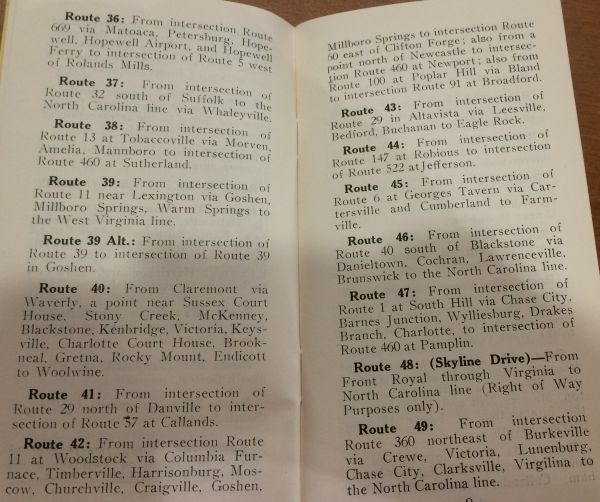 Route 36: From intersection Route
669 via Matoaca, Petersburg, Hope-
well, Hopewell Airport, and Hopewell
Ferry to intersection of Route 5 west
of Rolands Mills.
Route 37: From intersection of
Route 32 south of Suffolk to the
North Carolina line via Whaleyville.
Route 38: From intersection of
Route 13 at Tobaccoville via Morven,
Amelia, Mannboro to intersection of
Route 460 at Sutherland.
Route 39: From intersection of
Route 11 near Lexington via Goshen,
Millboro Springs, Warm Springs to
the West Virginia line.
Route 39 Alt.: From intersection of
Route 39 to intersection of Route 39
in Goshen.
Route 40: From Claremont via
Waverly, a point near Sussex Court
House, Stony Creek, McKenney,
Blackstone, Kenbridge, Victoria, Keys-
ville, Charlotte Court House, Brook-
neal, Gretna, Rocky Mount, Endicott
to Woolwine.
Route 41: From intersection of
Route 29 north of Danville to inter-
section of Route 57 at Callands.
Route 42: From intersection Route
11 at Woodstock via Columbia Fur-
nace, Timberville, Harrisonburg, Mos-
cow, Churchville, Craigville, Goshen,
Millboro Springs to intersection Route
60 east of Clifton Forge; also from a
point north of Newcastle to intersec-
tion Route 460 at Newport; also from
Route 100 at Poplar Hill via Bland
to intersection Route 91 at Broadford.
Route 43: From intersection of
Route 29 in Altavista via Leesville,
Bedford, Buchanan to Eagle Rock.
Route 44: From intersection of
Route 147 at Robious to intersection
of Route 522 at Jefferson.
Route 45: From intersection of
Route 6 at Georges Tavern via Car-
tersville and Cumberland to Farm-
ville.
Route 46: From intersection of
Route 40 south of Blackstone via
Danieltown, Cochran, Lawrenceville,
Brunswick to the North Carolina line.
Route 47: From intersection of
Route 1 at South Hill via Chase City,
Barnes Junction, Wylliesburg, Drakes
Branch, Charlotte, to intersection of
Route 460 at Pamplin.
Route 48: (Skyline Drive)—From
Front Royal through Virginia to
North Carolina line (Right of Way
Purposes only).
Route 49: From intersection
Route 360 northeast of Burkeville
via Crewe, Victoria, Lunenburg,
Chase City, Clarksville, Virgilina to
the North Carolina line.